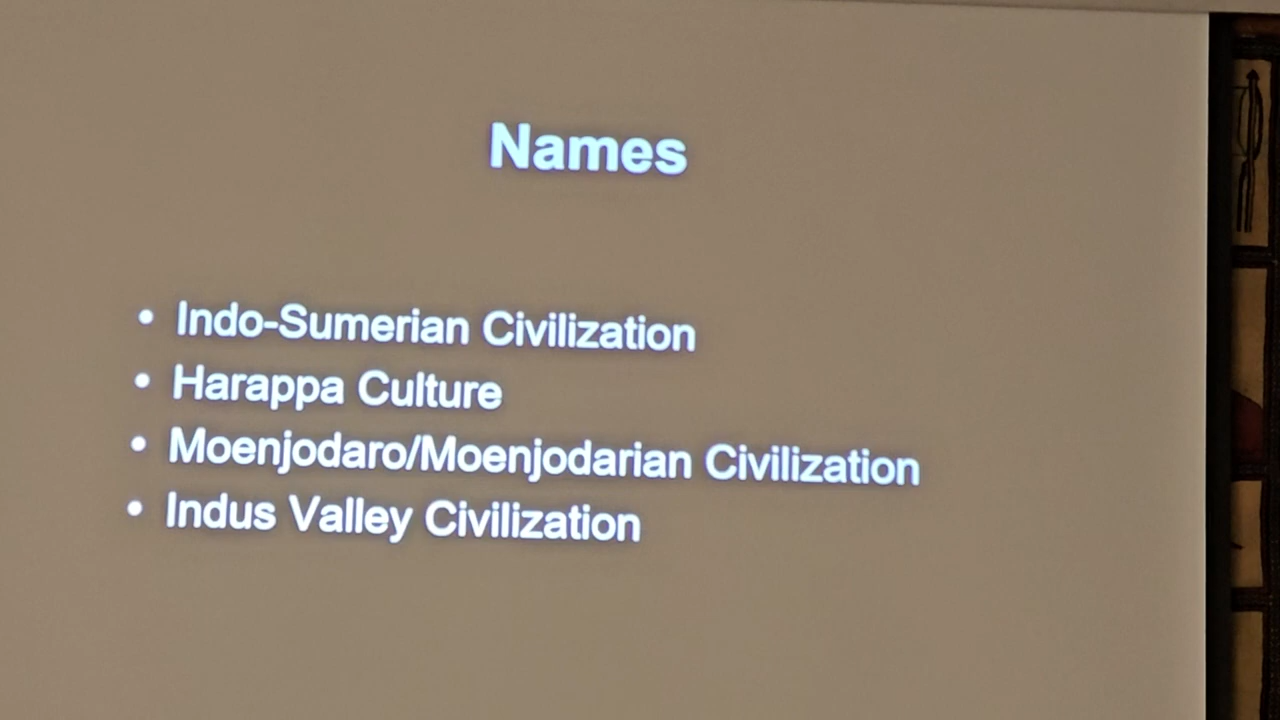 Names
• Indo-Sumerian Civilization
• Harappa Culture
• Moenjodaro/Moenjodarian Civilization
• Indus Valley Civilization